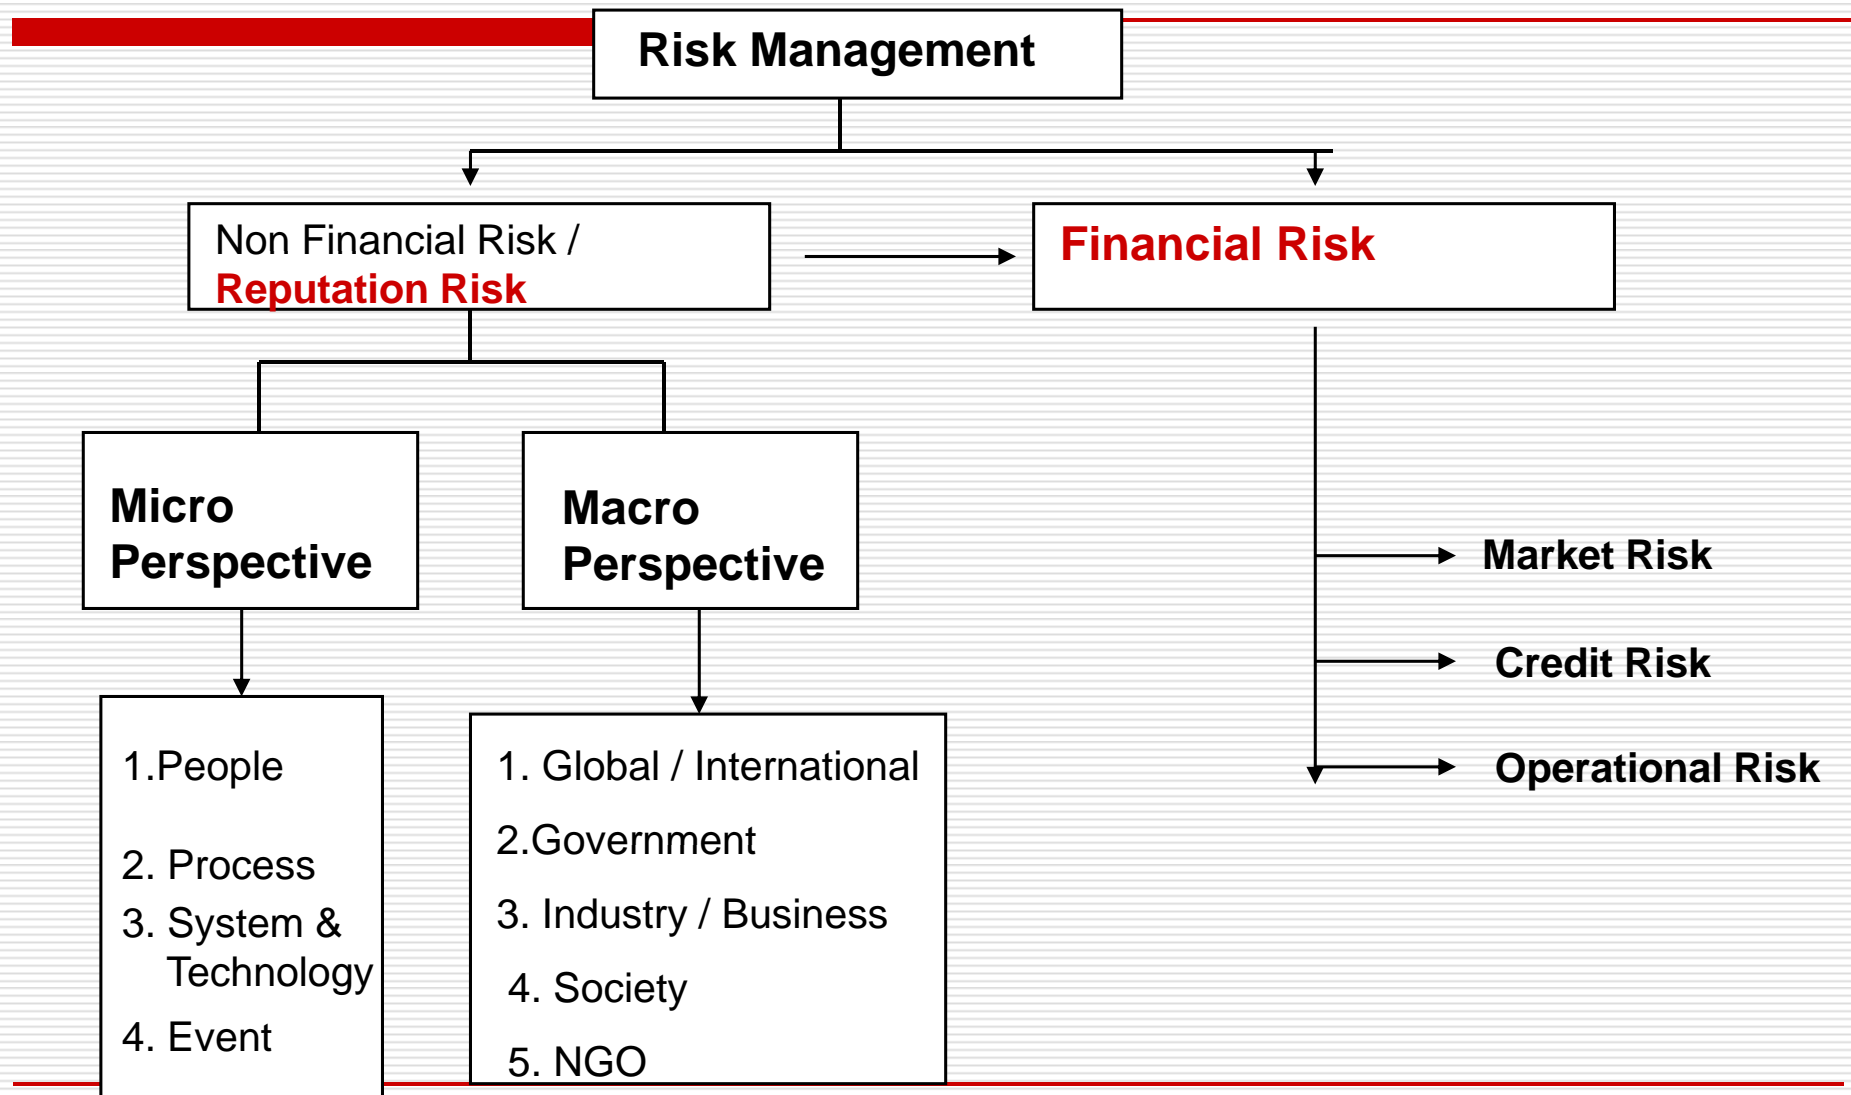 Risk Management
Non Financial Risk /
Reputation Risk
Financial Risk
Micro
Perspective
Macro
Perspective
Market Risk
Credit Risk
Operational Risk
1.People
2. Process
3. System &
Technology
4. Event
1. Global / International
2.Government
3. Industry / Business
4. Society
5. NGO